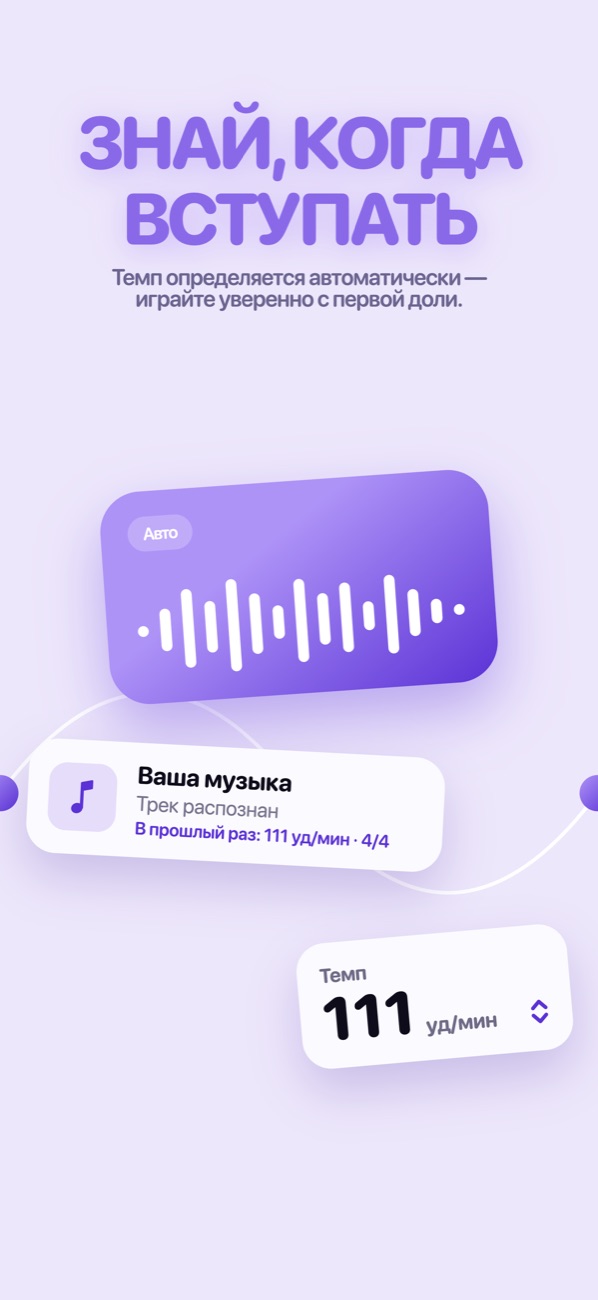 ЗНАЙ, КОГДА
ВСТУПАТЬ
Темп определяется автоматически —
играйте уверенно с первой доли.
Авто
Ваша музыка
Трек распознан
В прошлый раз: 111 уд/мин · 4/4
Темп
111 уд/мин